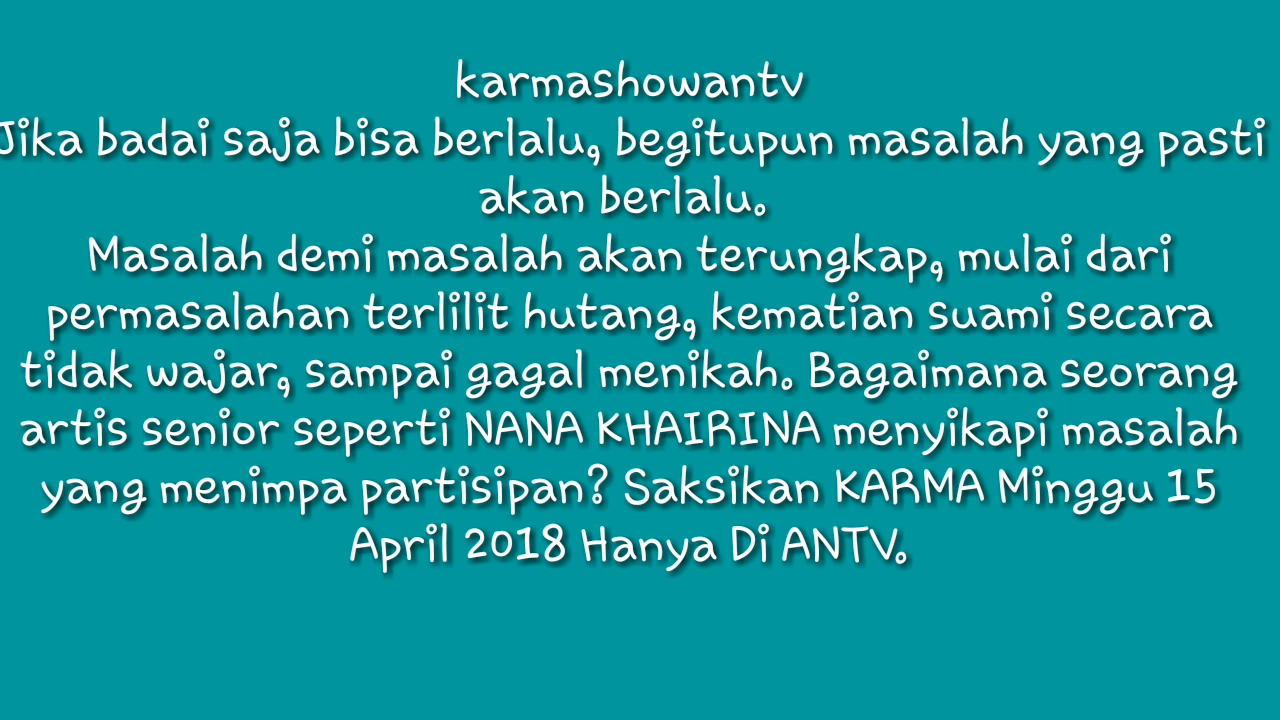 karmashowantv
Jika badai saja bisa berlalu, begitupun masalah yang pasti
akan berlalu.
Masalah demi masalah akan terungkap, mulai dari
permasalahan terlilit hutang, kematian suami secara
tidak wajar, sampai gagal menikah. Bagaimana seorang
artis senior seperti NANA KHAIRINA menyikapi masalah
yang menimpa partisipan? Saksikan KARMA Minggu 15
April 2018 Hanya Di ANTV.